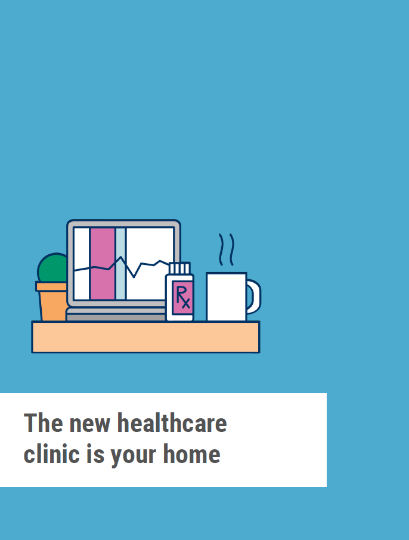 Rx
The new healthcare
clinic is your home